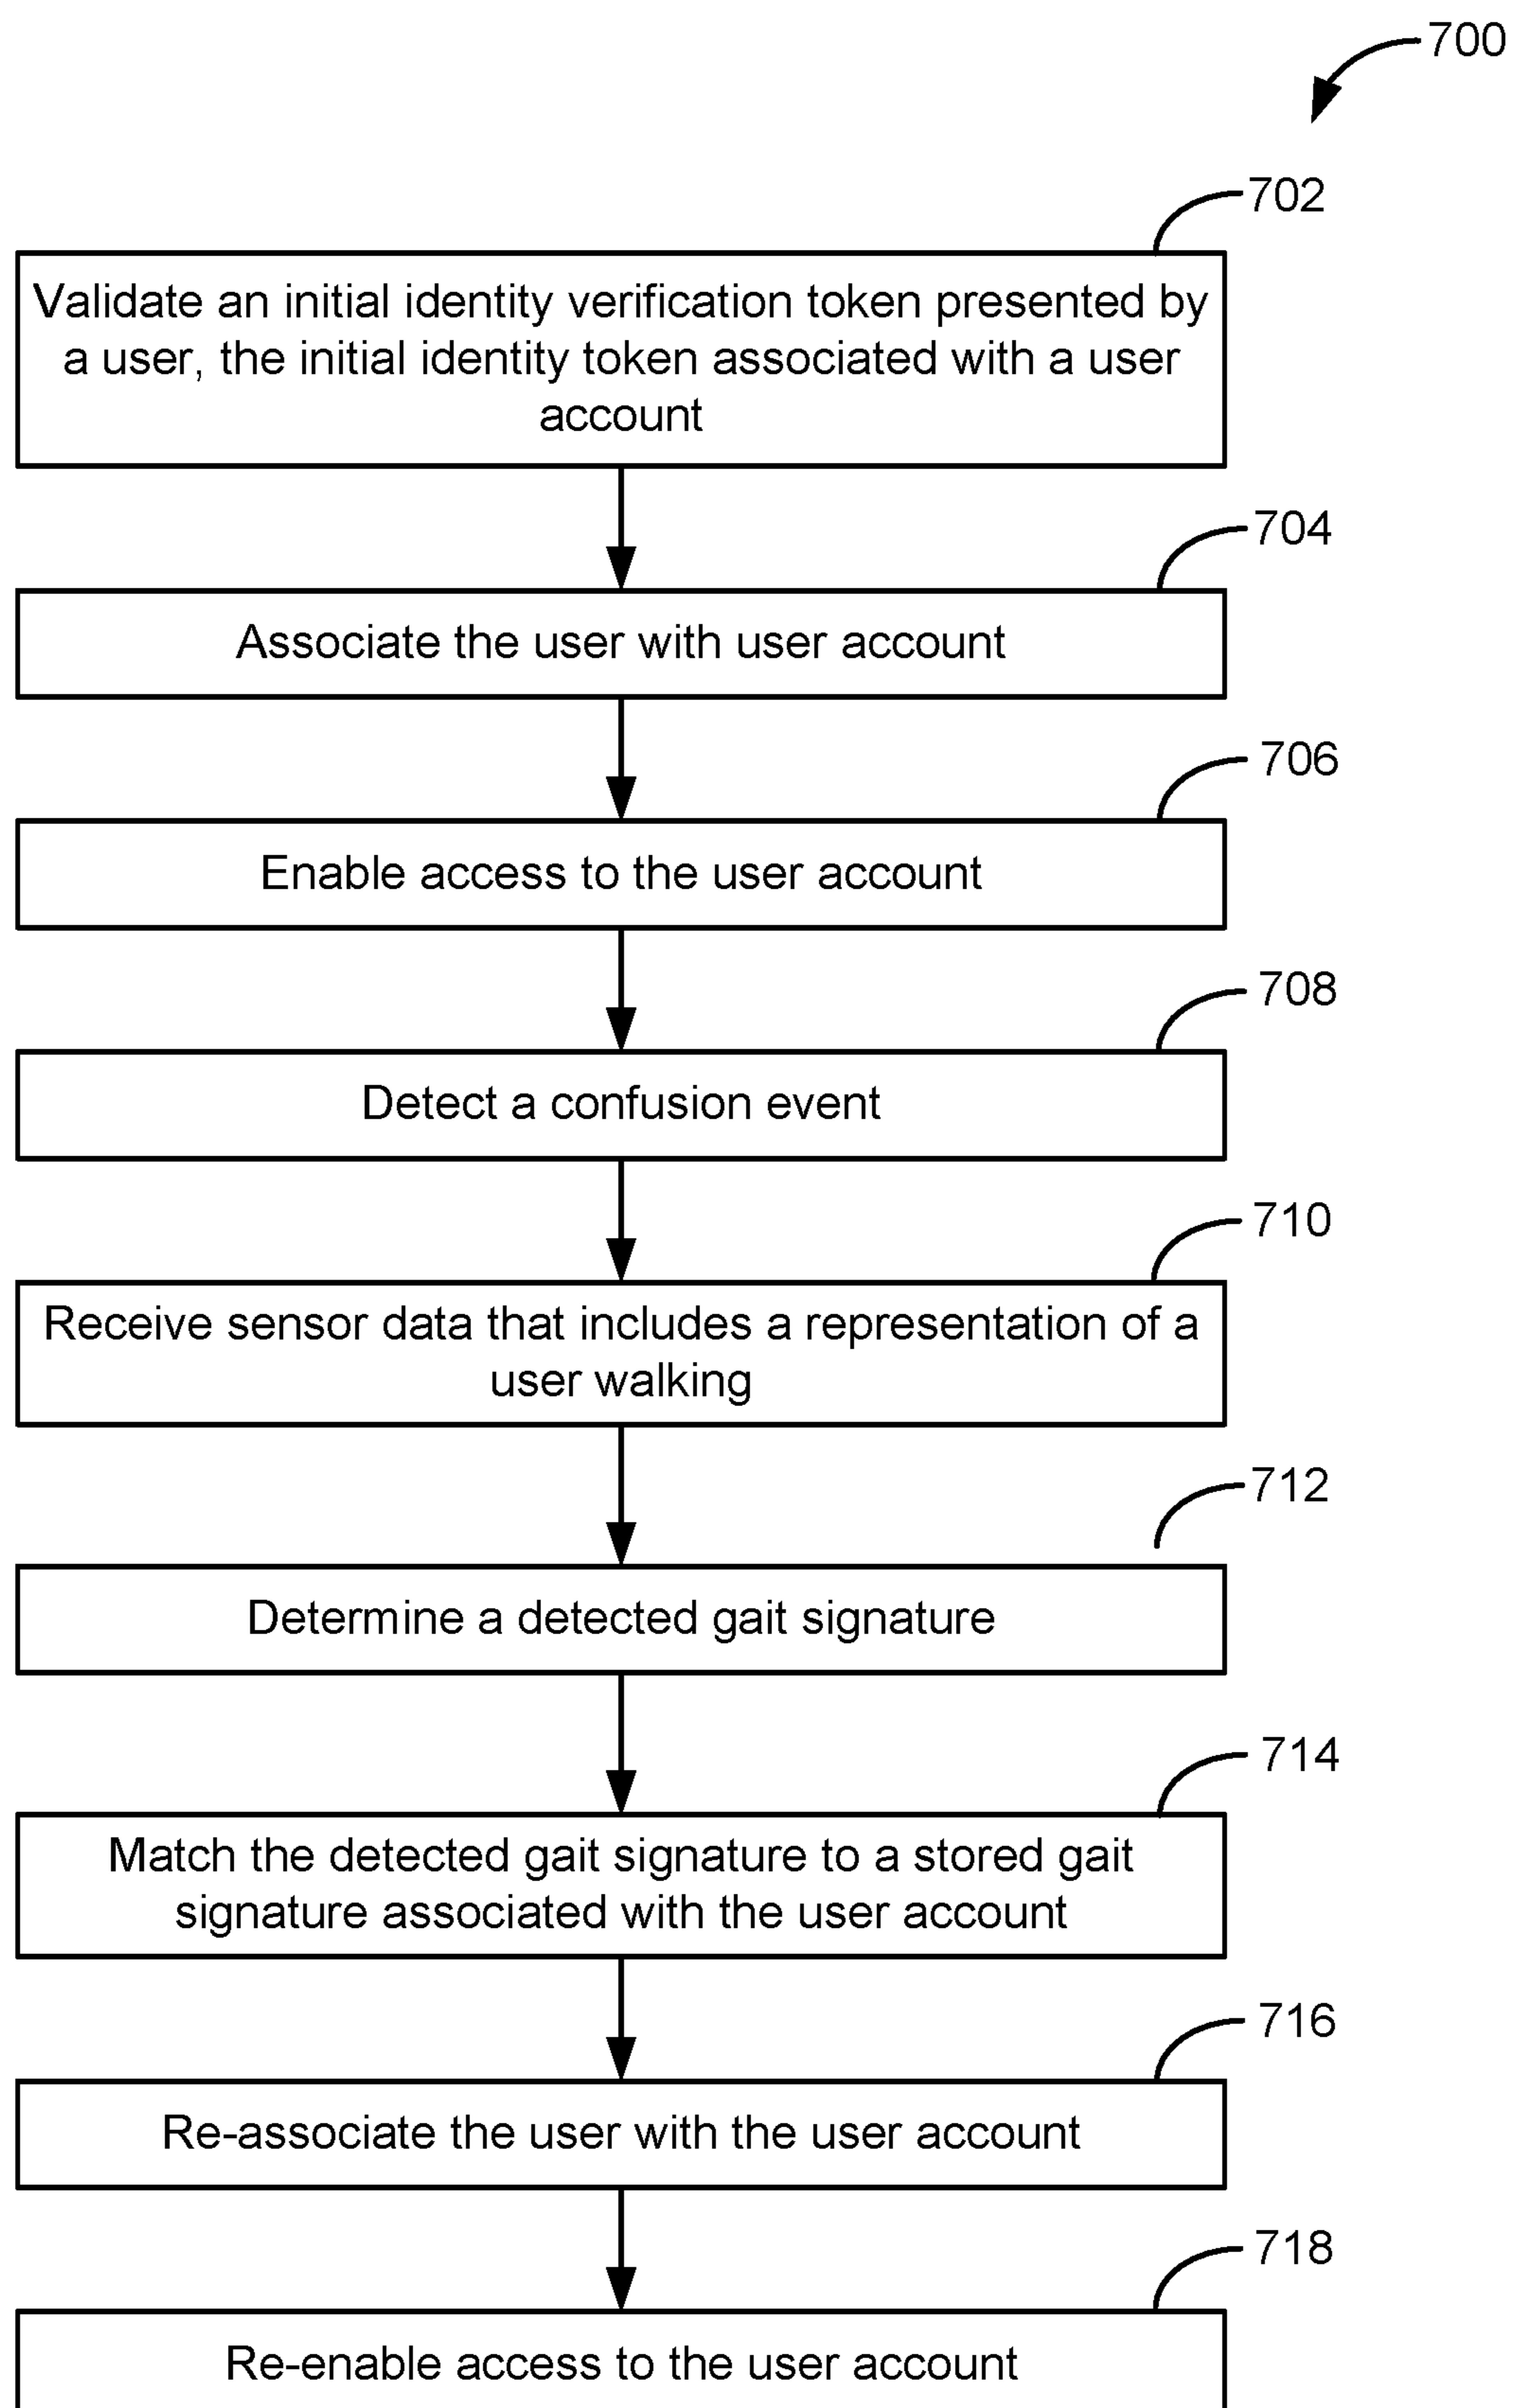 700
702
Validate an initial identity verification token presented by
a user, the initial identity token associated with a user
account
704
Associate the user with user account
706
Enable access to the user account
708
Detect a confusion event
710
Receive sensor data that includes a representation of a
user walking
712
Determine a detected gait signature
714
Match the detected gait signature to a stored gait
signature associated with the user account
716
Re-associate the user with the user account
718
Re-enable access to the user account